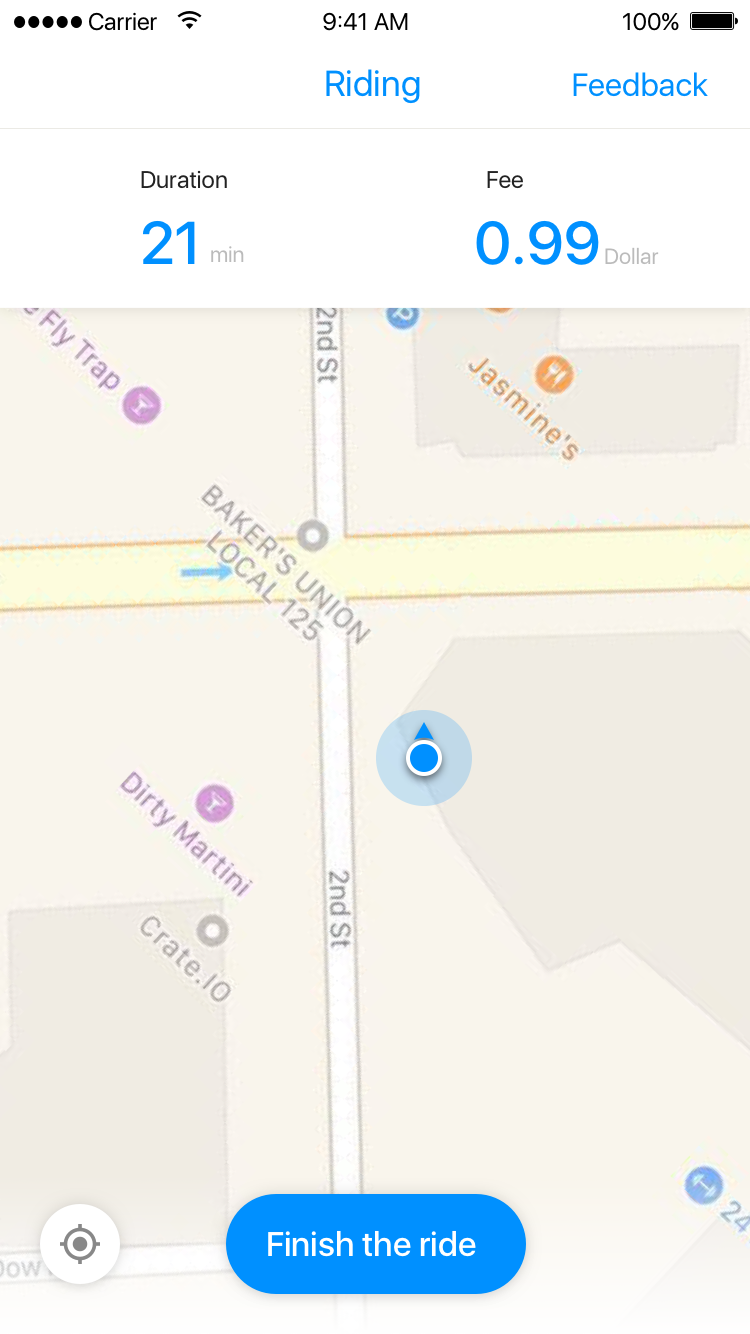 Carrier 9:41 AM 100%
Riding Feedback
Duration Fee
21 min 0.99 Dollar
Fly Trap
2nd St
P
Jasmine's
BAKER'S UNION
LOCAL 125
Dirty Martini
2nd St
Crate.IO
24
Finish the ride